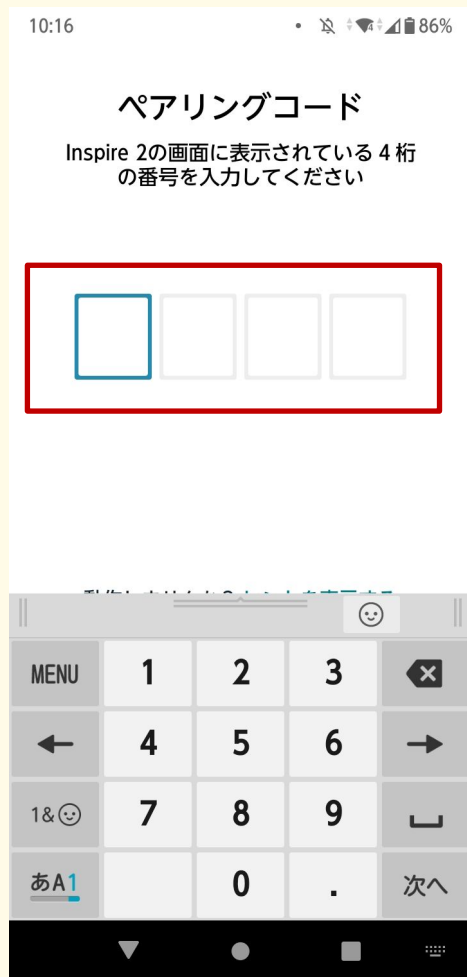 10:16 86%
ペアリングコード
Inspire 2の画面に表示されている 4 桁
の番号を入力してください
MENU 1 2 3
4 5 6
1& 7 8 9
あA1 0 . 次へ